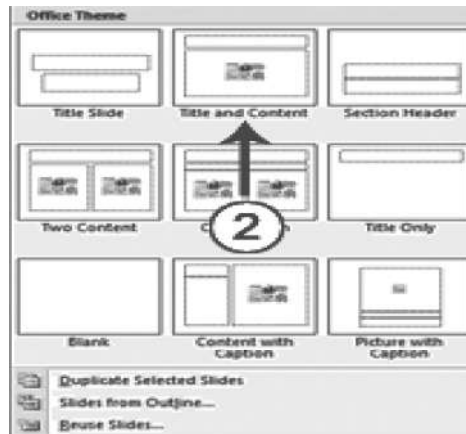 Office Theme
Title Slide
Title and Content
Section Header
Two Content
2
Title Only
Blank
Content with
Caption
Picture with
Caption
Duplicate Selected Slides
Slides from Outline...
Reuse Slides...